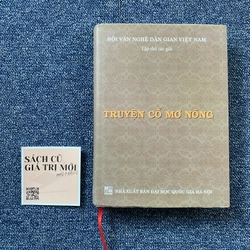 HỘI VĂN NGHỆ DÂN GIAN VIỆT NAM
Tập thể tác giả
TRUYỆN CỔ MƠ NÔNG
NHÀ XUẤT BẢN ĐẠI HỌC QUỐC GIA HÀ NỘI
SÁCH CŨ
GIÁ TRỊ MỚI